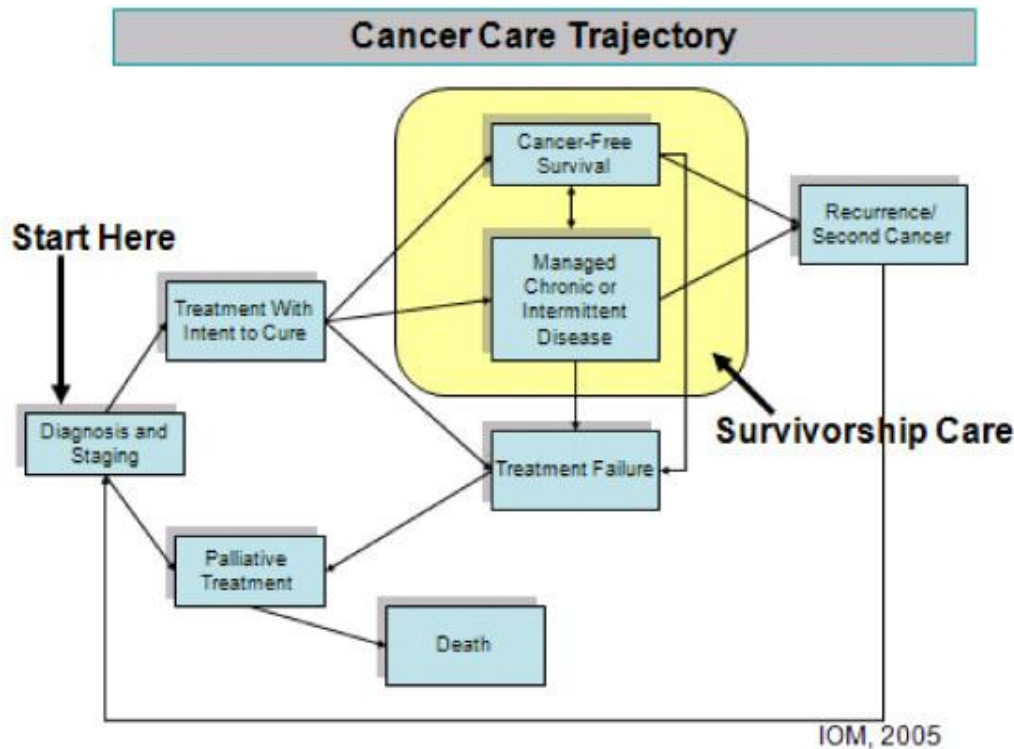 Cancer Care Trajectory
Cancer-Free
Survival
Recurrence/
Second Cancer
Start Here
Managed
Chronic or
Intermittent
Disease
Treatment With
Intent to Cure
Diagnosis and
Staging
Survivorship Care
Treatment Failure
Palliative
Treatment
Death
IOM, 2005